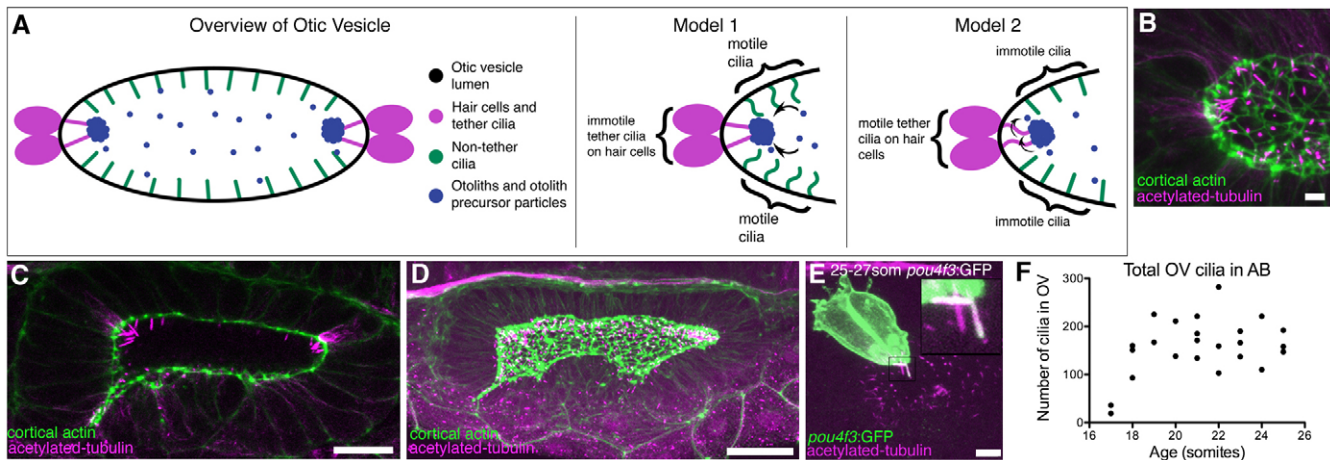 A
Overview of Otic Vesicle
Otic vesicle
lumen
Hair cells and
tether cilia
Non-tether
cilia
Otoliths and otolith
precursor particles
Model 1
motile
cilia
immotile
tether cilia
on hair cells
motile
cilia
Model 2
immotile cilia
motile tether
cilia on hair
cells
immotile cilia
B
cortical actin
acetylated-tubulin
C
cortical actin
acetylated-tubulin
D
cortical actin
acetylated-tubulin
E
25-27som pou4f3:GFP
pou4f3:GFP
acetylated-tubulin
F
Total OV cilia in AB
Number of cilia in OV
300
200
100
0
16 18 20 22 24 26
Age (somites)